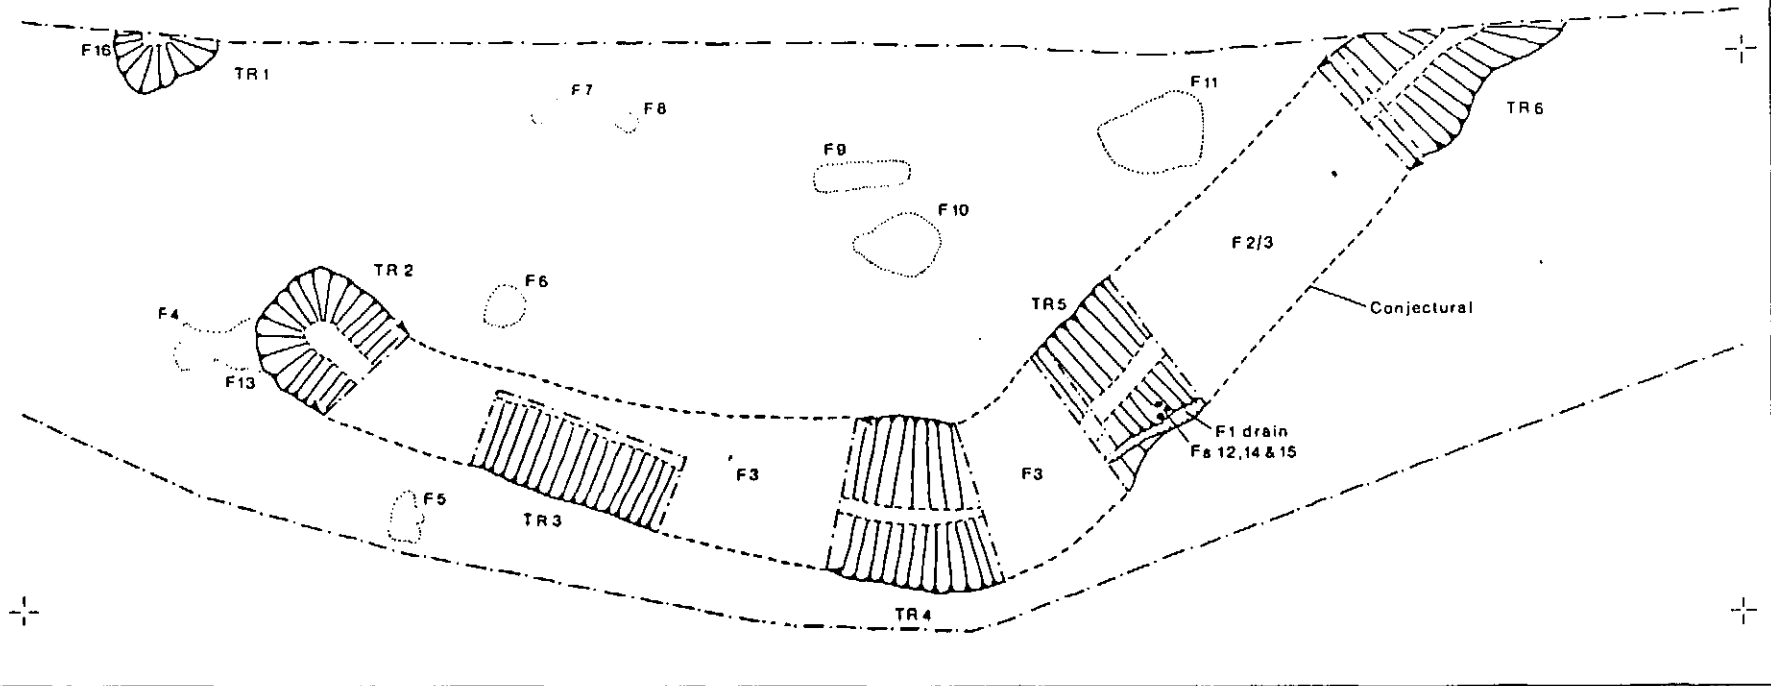 F16
TR1
F7
F8
F11
TR6
F9
F10
F2/3
TR2
F6
TR5
Conjectural
F4
F13
F1 drain
Fs 12,14 & 15
F3
F3
F5
TR3
TR4